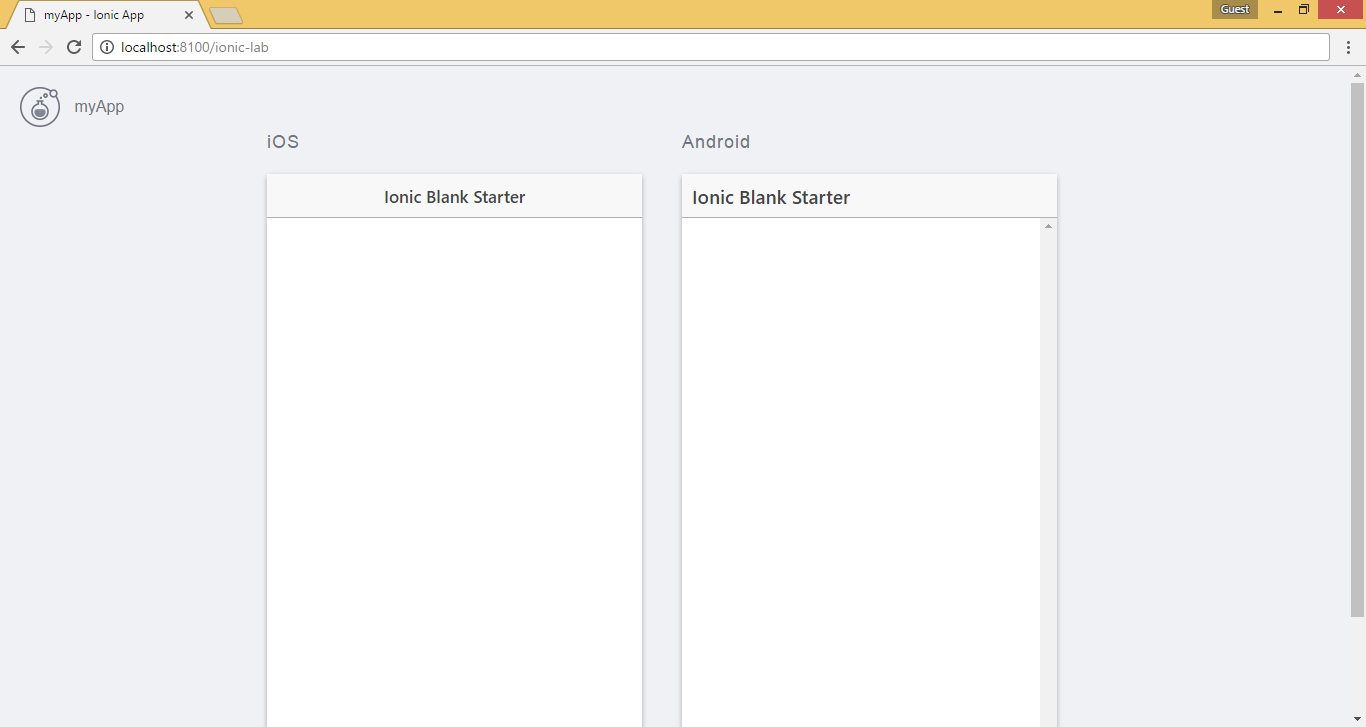 myApp - Ionic App
Guest
localhost:8100/ionic-lab
myApp
iOS
Android
Ionic Blank Starter
Ionic Blank Starter